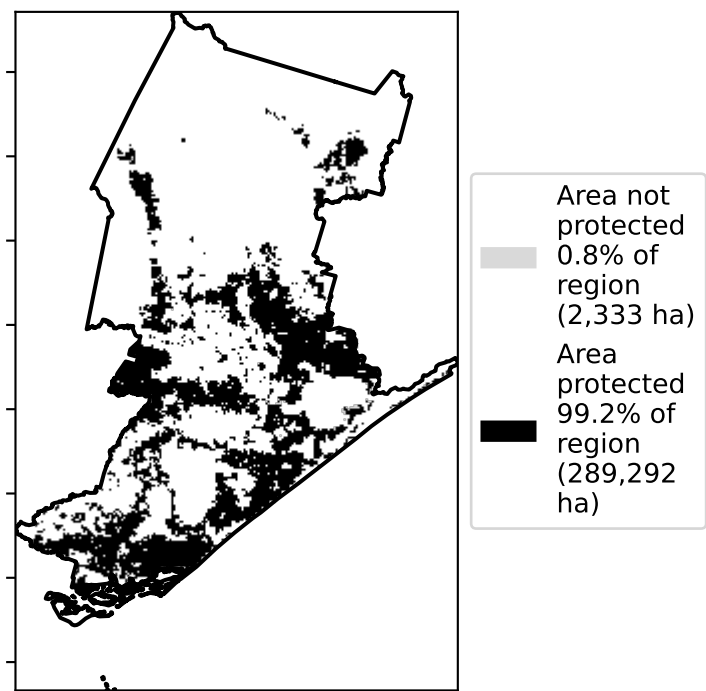 Area not
protected
0.8% of
region
(2,333 ha)
Area
protected
99.2% of
region
(289,292
ha)